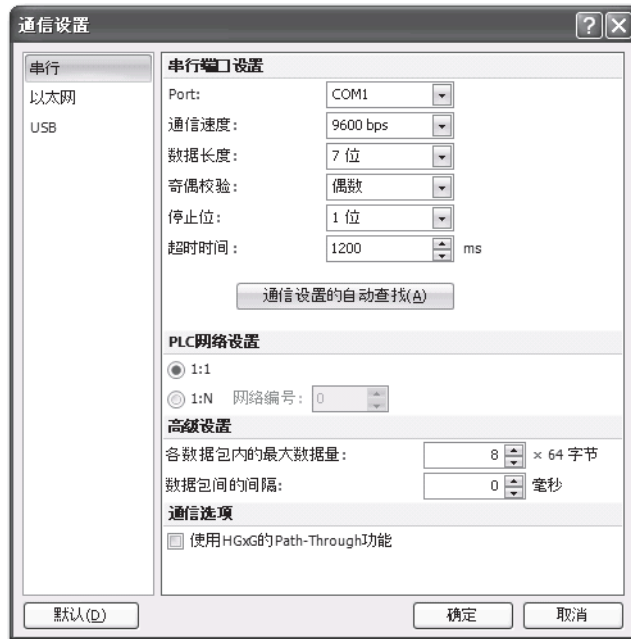 通信设置
串行
以太网
USB
串行端口设置
Port: COM1
通信速度: 9600 bps
数据长度: 7 位
奇偶校验: 偶数
停止位: 1 位
超时时间: 1200 ms
通信设置的自动查找(A)
PLC网络设置
1:1
1:N 网络编号: 0
高级设置
各数据包内的最大数据量: 8 × 64 字节
数据包间的间隔: 0 毫秒
通信选项
使用HGxG的Path-Through功能
默认(D) 确定 取消